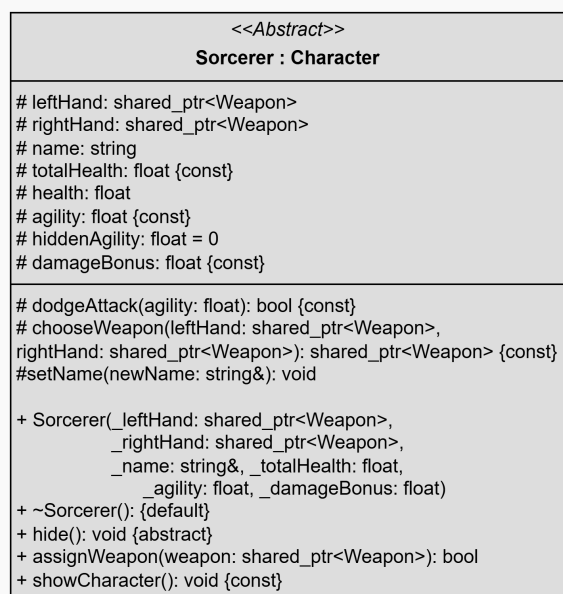 <<Abstract>>
Sorcerer : Character
# leftHand: shared_ptr<Weapon>
# rightHand: shared_ptr<Weapon>
# name: string
# totalHealth: float {const}
# health: float
# agility: float {const}
# hiddenAgility: float = 0
# damageBonus: float {const}
# dodgeAttack(agility: float): bool {const}
# chooseWeapon(leftHand: shared_ptr<Weapon>,
rightHand: shared_ptr<Weapon>): shared_ptr<Weapon> {const}
#setName(newName: string&): void
+ Sorcerer(_leftHand: shared_ptr<Weapon>,
_rightHand: shared_ptr<Weapon>,
_name: string&, _totalHealth: float,
_agility: float, _damageBonus: float)
+ ~Sorcerer(): {default}
+ hide(): void {abstract}
+ assignWeapon(weapon: shared_ptr<Weapon>): bool
+ showCharacter(): void {const}